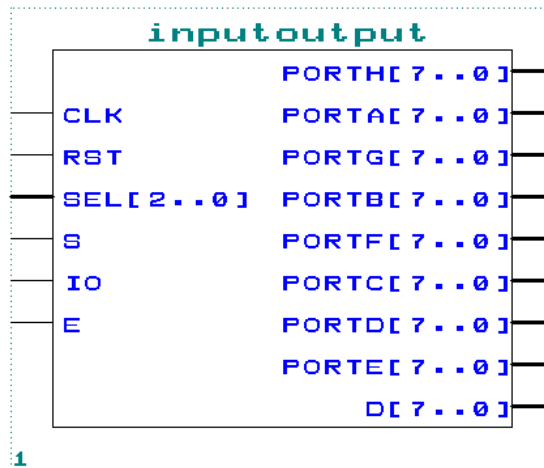 inputoutput
PORTH[7..0]
CLK PORTA[7..0]
RST PORTG[7..0]
SEL[2..0] PORTB[7..0]
S PORTF[7..0]
IO PORTC[7..0]
E PORTD[7..0]
PORTE[7..0]
D[7..0]
1